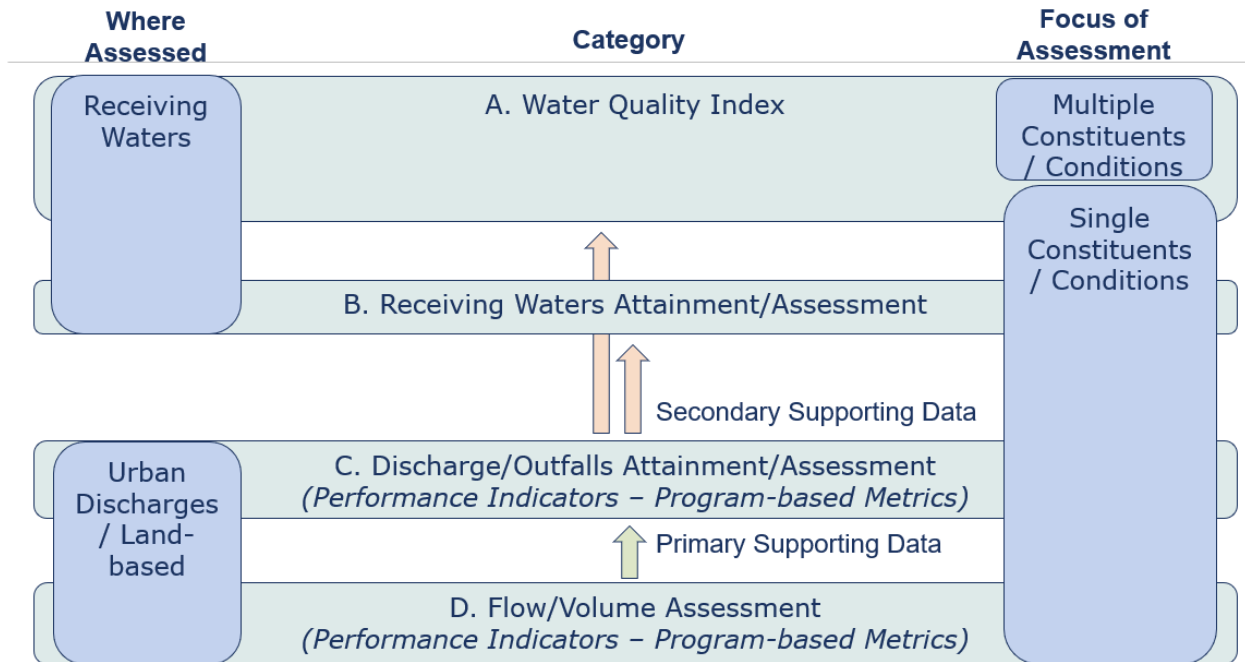 Where
Assessed
Category
Focus of
Assessment
Receiving
Waters
A. Water Quality Index
Multiple
Constituents
/ Conditions
Single
Constituents
/ Conditions
B. Receiving Waters Attainment/Assessment
Secondary Supporting Data
Urban
Discharges
/ Land-
based
C. Discharge/Outfalls Attainment/Assessment
(Performance Indicators – Program-based Metrics)
Primary Supporting Data
D. Flow/Volume Assessment
(Performance Indicators – Program-based Metrics)